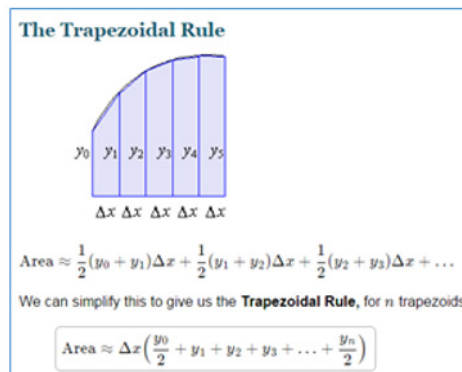 The Trapezoidal Rule
y₀ y₁ y₂ y₃ y₄ y₅
Δx Δx Δx Δx Δx
Area ≈ 1/2(y₀ + y₁)Δx + 1/2(y₁ + y₂)Δx + 1/2(y₂ + y₃)Δx + ...
We can simplify this to give us the Trapezoidal Rule, for n trapezoids
Area ≈ Δx(y₀/2 + y₁ + y₂ + y₃ + ... + yₙ/2)